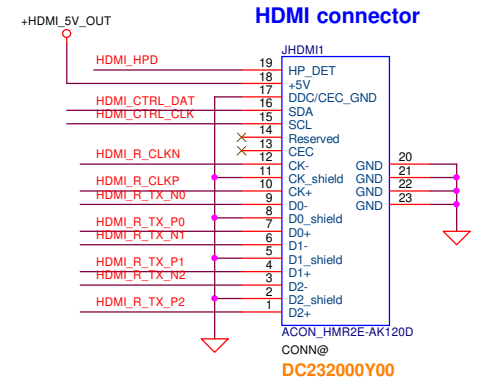 HDMI connector
+HDMI_5V_OUT
JHDMI1
HDMI_HPD 19 HP_DET
18 +5V
17 DDC/CEC_GND
HDMI_CTRL_DAT 16 SDA
HDMI_CTRL_CLK 15 SCL
14 Reserved
13 CEC
HDMI_R_CLKN 12 CK- GND 20
11 CK_shield GND 21
HDMI_R_CLKP 10 CK+ GND 22
HDMI_R_TX_N0 9 D0- GND 23
8 D0_shield
HDMI_R_TX_P0 7 D0+
HDMI_R_TX_N1 6 D1-
5 D1_shield
HDMI_R_TX_P1 4 D1+
HDMI_R_TX_N2 3 D2-
2 D2_shield
HDMI_R_TX_P2 1 D2+
ACON_HMR2E-AK120D
CONN@
DC232000Y00